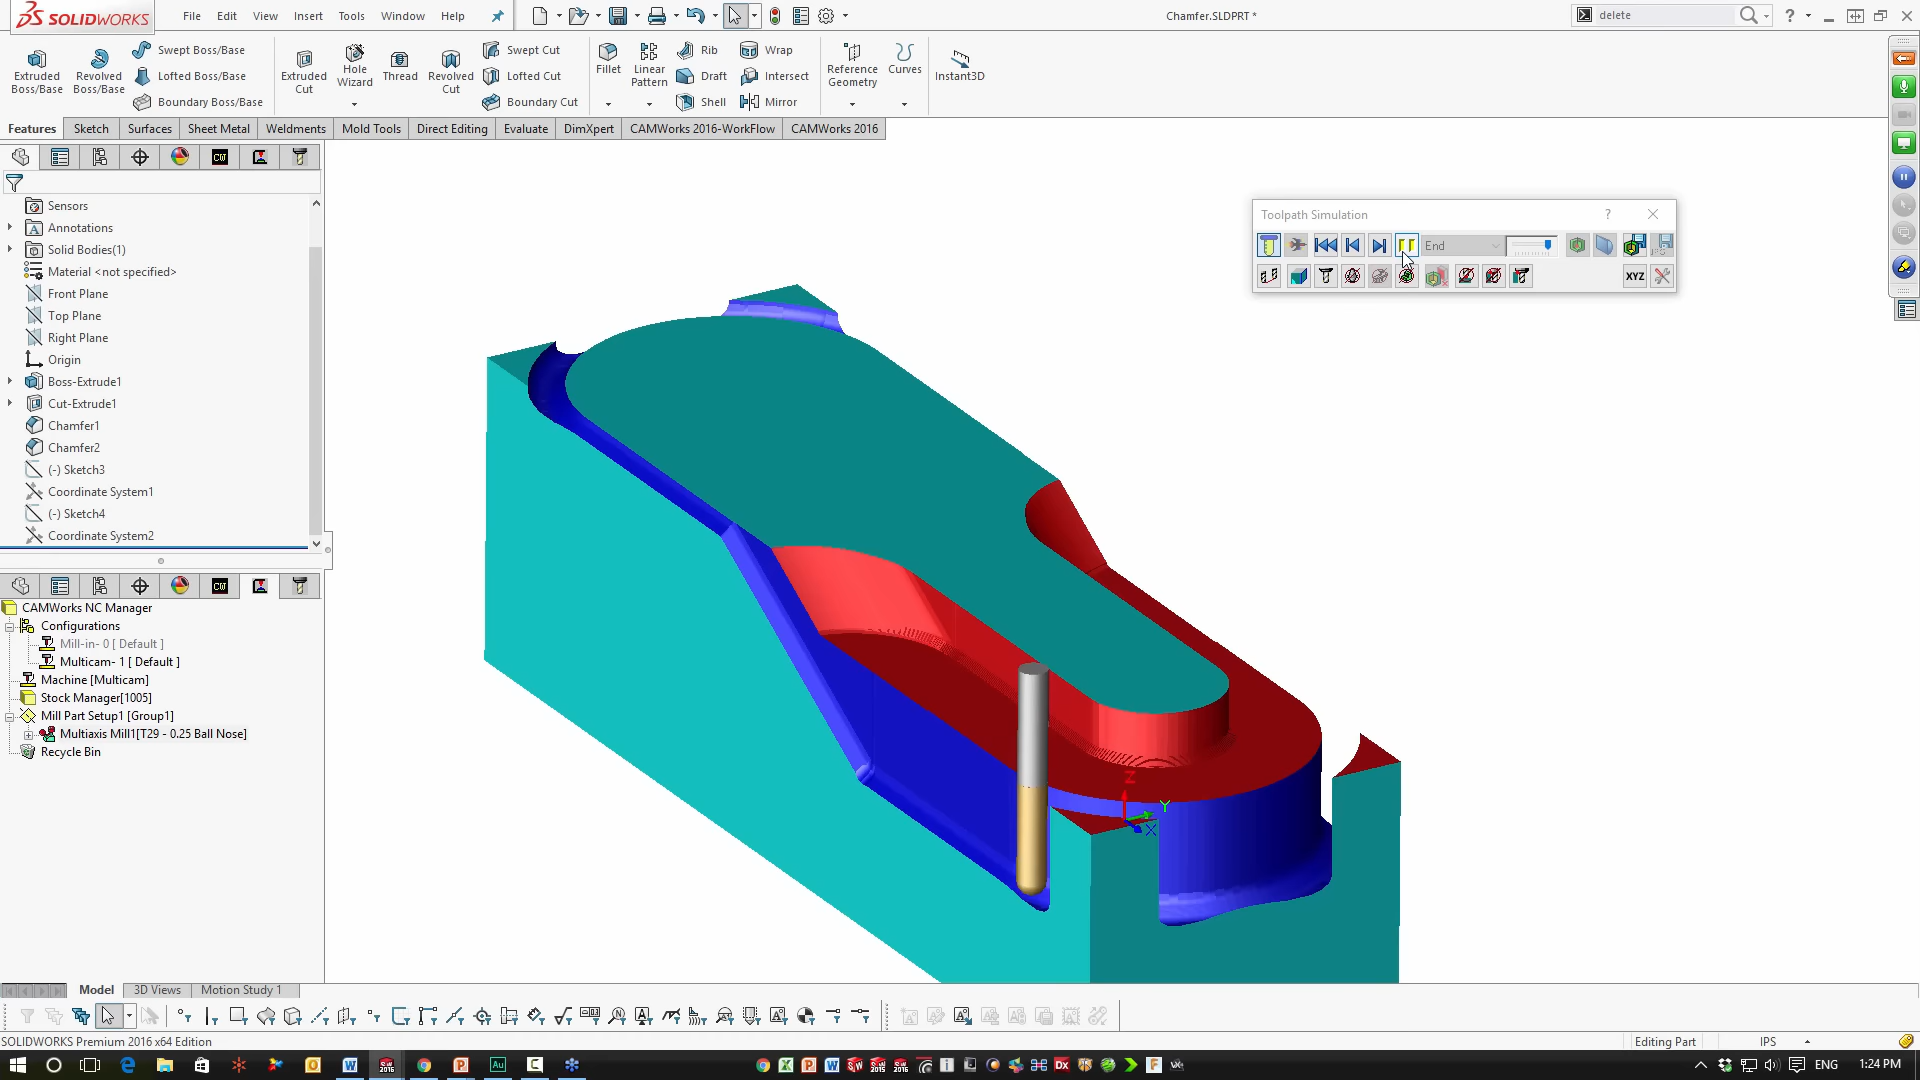 SOLIDWORKS
File Edit View Insert Tools Window Help
Chamfer.SLDPRT *
delete
Extruded Boss/Base
Revolved Boss/Base
Swept Boss/Base
Lofted Boss/Base
Boundary Boss/Base
Extruded Cut
Hole Wizard
Thread
Revolved Cut
Swept Cut
Lofted Cut
Boundary Cut
Fillet
Linear Pattern
Rib
Draft
Shell
Wrap
Intersect
Mirror
Reference Geometry
Curves
Instant3D
Features Sketch Surfaces Sheet Metal Weldments Mold Tools Direct Editing Evaluate DimXpert CAMWorks 2016-WorkFlow CAMWorks 2016
Sensors
Annotations
Solid Bodies(1)
Material <not specified>
Front Plane
Top Plane
Right Plane
Origin
Boss-Extrude1
Cut-Extrude1
Chamfer1
Chamfer2
(-) Sketch3
Coordinate System1
(-) Sketch4
Coordinate System2
CAMWorks NC Manager
Configurations
Mill-in- 0 [ Default ]
Multicam- 1 [ Default ]
Machine [Multicam]
Stock Manager[1005]
Mill Part Setup1 [Group1]
Multiaxis Mill1[T29 - 0.25 Ball Nose]
Recycle Bin
Toolpath Simulation
End
XYZ
Z
Y
X
Model 3D Views Motion Study 1
SOLIDWORKS Premium 2016 x64 Edition
Editing Part
IPS
ENG
1:24 PM